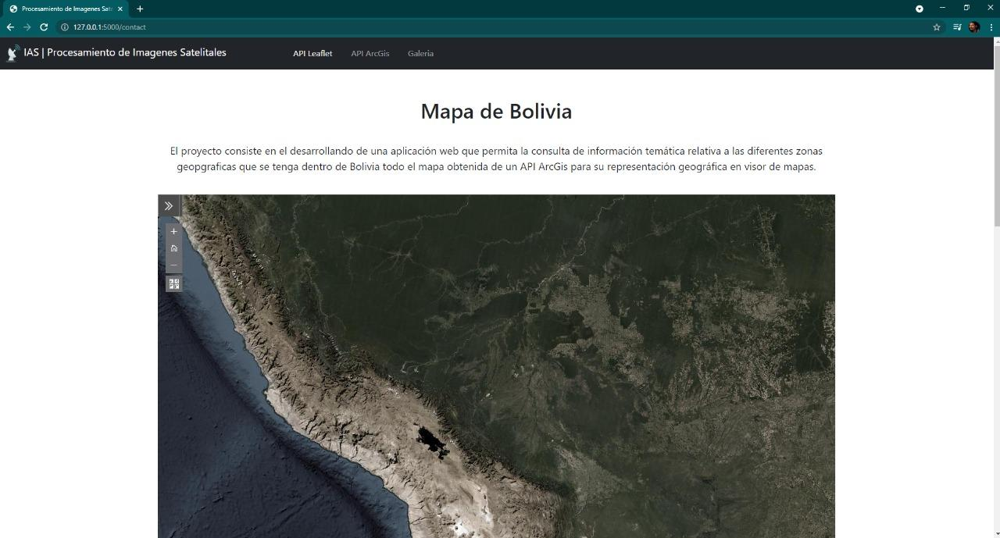 Procesamiento de Imagenes Sate
127.0.0.1:5000/contact
IAS | Procesamiento de Imagenes Satelitales
API Leaflet
API ArcGis
Galeria
Mapa de Bolivia
El proyecto consiste en el desarrollando de una aplicación web que permita la consulta de información temática relativa a las diferentes zonas
geopgraficas que se tenga dentro de Bolivia todo el mapa obtenida de un API ArcGis para su representación geográfica en visor de mapas.